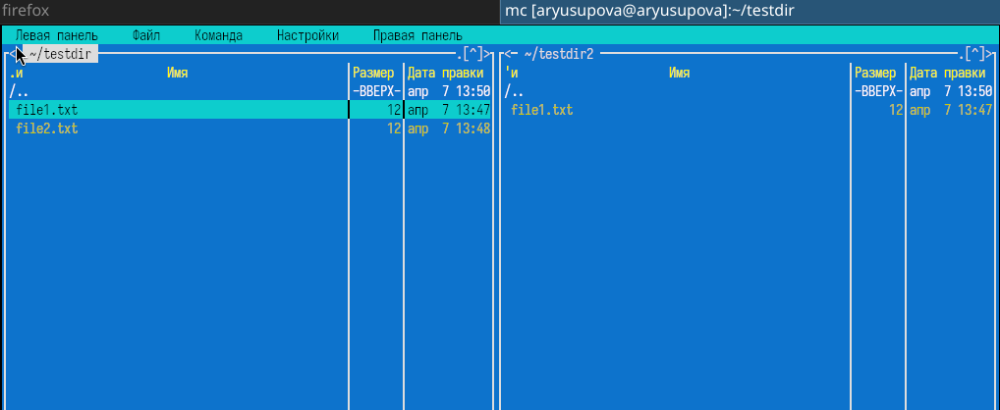 firefox mc [aryusupova@aryusupova]:~/testdir
Левая панель Файл Команда Настройки Правая панель
<- ~/testdir .[^]> <- ~/testdir2 .[^]>
.и Имя Размер Дата правки 'и Имя Размер Дата правки
/.. -ВВЕРХ- апр 7 13:50 /.. -ВВЕРХ- апр 7 13:50
file1.txt 12 апр 7 13:47 file1.txt 12 апр 7 13:47
file2.txt 12 апр 7 13:48